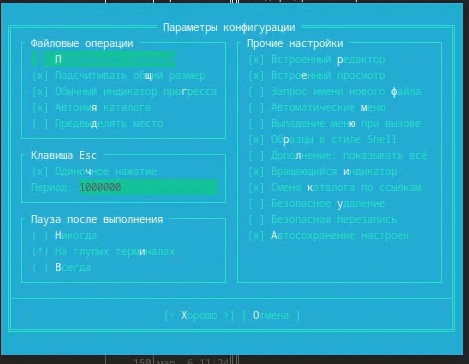 Параметры конфигурации
Файловые операции
[x] Подсчитывать общий размер
[x] Обычный индикатор прогресса
[x] Автоимя каталога
[ ] Предвыделять место
Клавиша Esc
[x] Одиночное нажатие
Период: 1000000
Пауза после выполнения
( ) Никогда
(*) На глупых терминалах
( ) Всегда
Прочие настройки
[x] Встроенный редактор
[x] Встроенный просмотр
[ ] Запрос имени нового файла
[ ] Автоматические меню
[ ] Выпадение меню при вызове
[x] Образцы в стиле Shell
[ ] Дополнение: показывать всё
[x] Вращающийся индикатор
[x] Смена каталога по ссылкам
[ ] Безопасное удаление
[ ] Безопасная перезапись
[x] Автосохранение настроек
[< Хорошо >] [ Отмена ]
150 мар 6 11:24